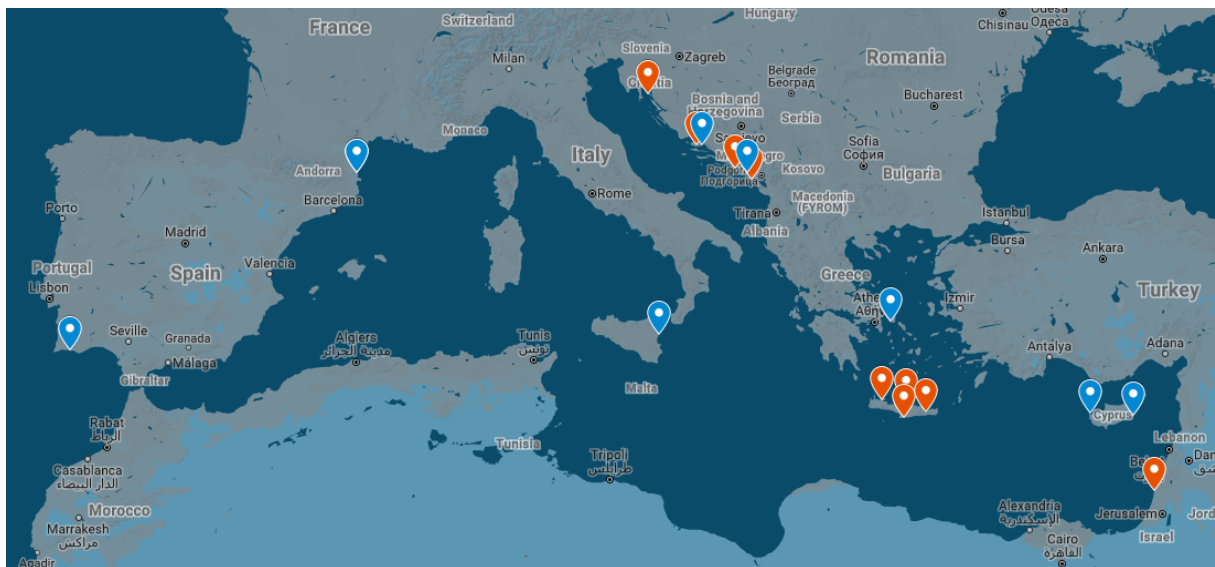 France
Switzerland
Hungary
Chisinau
Odesa
Одеса
Milan
Slovenia
Zagreb
Croatia
Romania
Belgrade
Београд
Bucharest
Bosnia and
Herzegovina
Serbia
Monaco
Italy
Sofia
София
Kosovo
Bulgaria
Andorra
Barcelona
Rome
Macedonia
(FYROM)
Tirana
Albania
Istanbul
Bursa
Ankara
Porto
Madrid
Portugal
Spain
Valencia
Lisbon
Greece
Izmir
Turkey
Seville
Granada
Málaga
Gibraltar
Algiers
مدينة الجزائر
Tunis
تونس
Antalya
Adana
Malta
Cyprus
Rabat
الرباط
Casablanca
الدار البيضاء
Tunisia
Tripoli
طرابلس
Lebanon
Morocco
Marrakesh
مراكش
Alexandria
الإسكندرية
Jerusalem
Israel
Cairo
القاهرة
Agadir